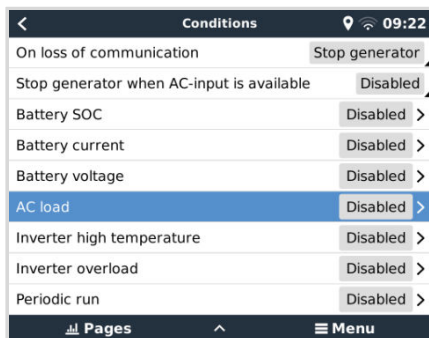 Conditions 09:22
On loss of communication Stop generator
Stop generator when AC-input is available Disabled
Battery SOC Disabled
Battery current Disabled
Battery voltage Disabled
AC load Disabled
Inverter high temperature Disabled
Inverter overload Disabled
Periodic run Disabled
Pages Menu